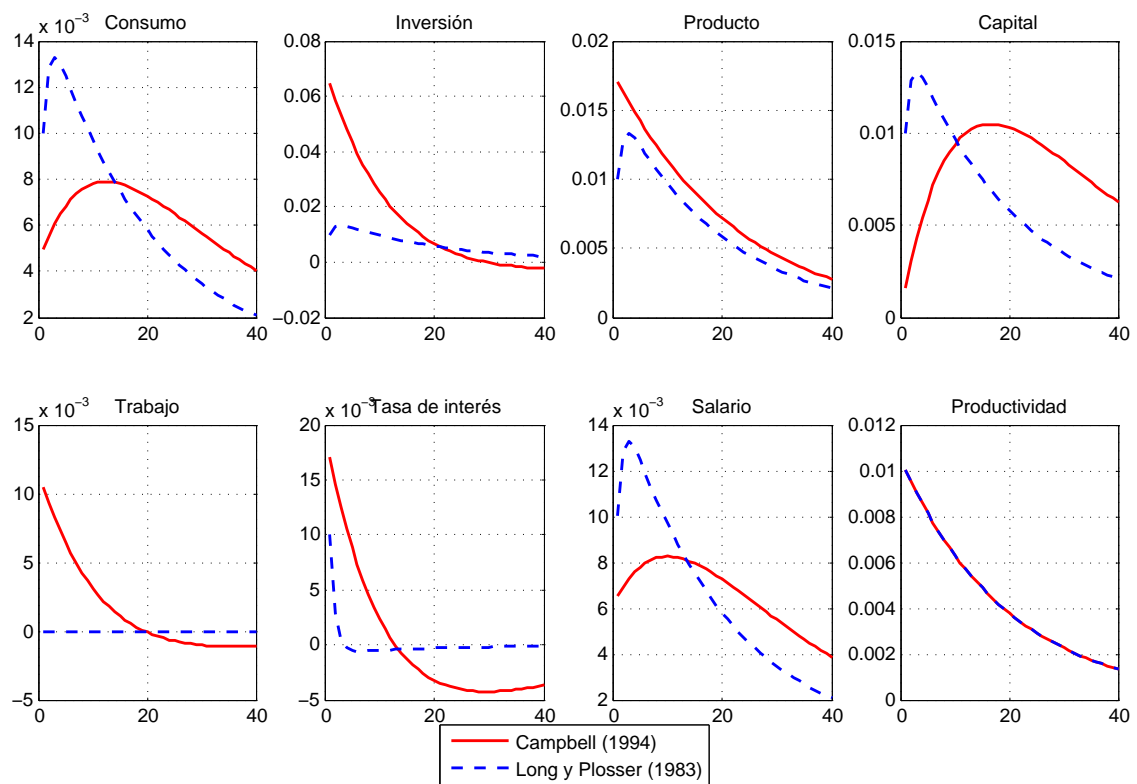 Consumo
x 10⁻³
14
12
10
8
6
4
2
0 20 40
Inversión
0.08
0.06
0.04
0.02
0
−0.02
0 20 40
Producto
0.02
0.015
0.01
0.005
0
0 20 40
Capital
0.015
0.01
0.005
0
0 20 40
Trabajo
x 10⁻³
15
10
5
0
−5
0 20 40
Tasa de interés
x 10⁻³
20
15
10
5
0
−5
0 20 40
Salario
x 10⁻³
14
12
10
8
6
4
2
0 20 40
Productividad
0.012
0.01
0.008
0.006
0.004
0.002
0
0 20 40
Campbell (1994)
Long y Plosser (1983)